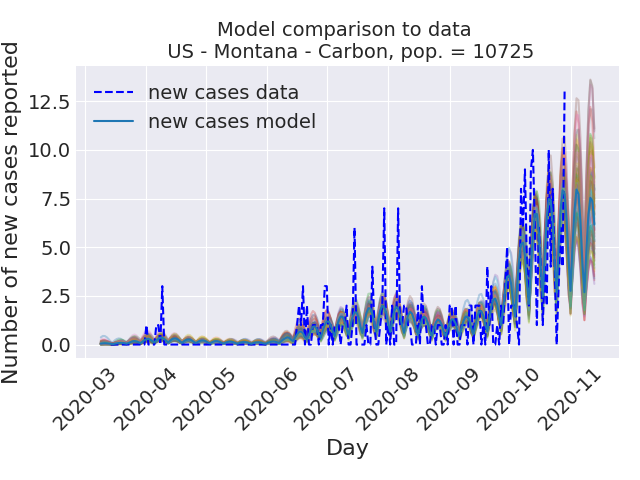 Model comparison to data
US - Montana - Carbon, pop. = 10725
Number of new cases reported
12.5
10.0
7.5
5.0
2.5
0.0
new cases data
new cases model
2020-03
2020-04
2020-05
2020-06
2020-07
2020-08
2020-09
2020-10
2020-11
Day